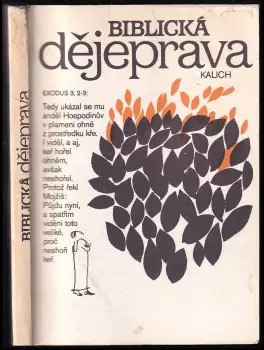 BIBLICKÁ
dějeprava
KALICH
EXODUS 3, 2-3:
Tedy ukázal se mu
anděl Hospodinův
v plameni ohně
z prostředku kře.
I viděl, a aj,
keř hořel
ohněm,
avšak
neshořel.
Protož řekl
Mojžíš:
Půjdu nyní,
a spatřím
vidění toto
veliké,
proč
neshoří
keř.
BIBLICKÁ dějeprava